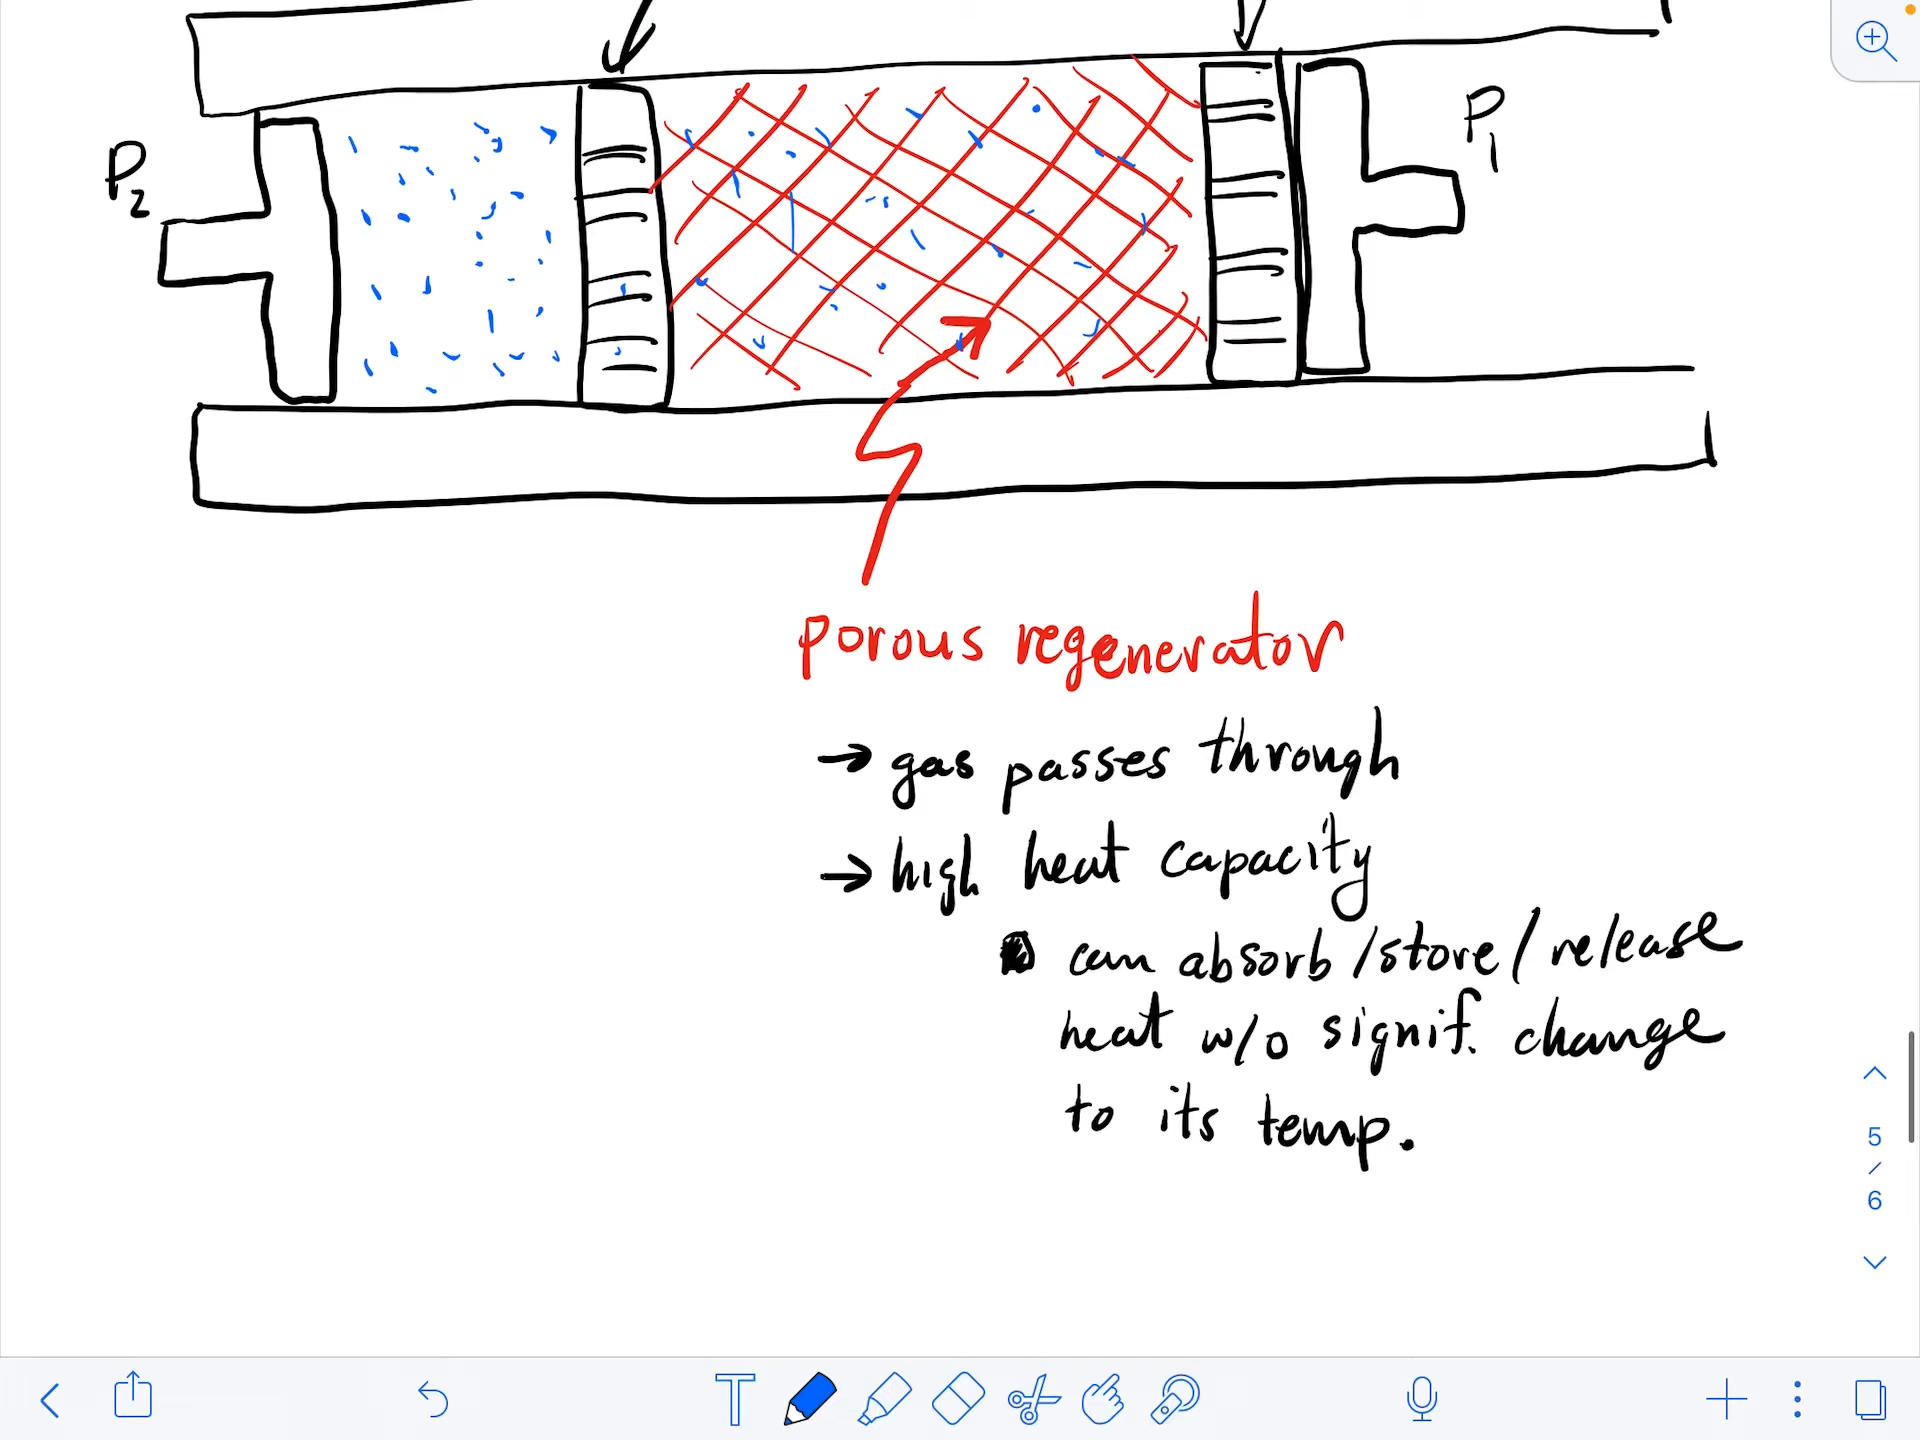 P1
P2
porous regenerator
→ gas passes through
→ high heat capacity
can absorb/store/release
heat w/o signif. change
to its temp.
5
/
6
T